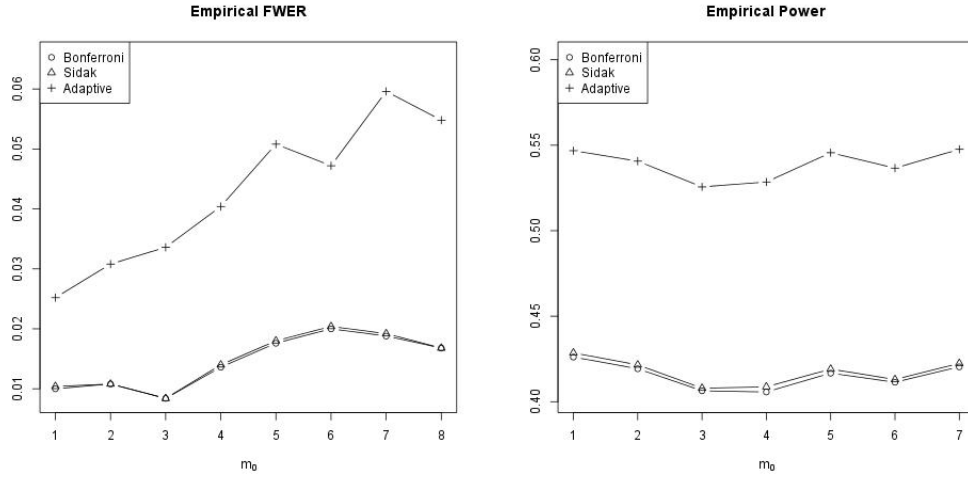 Empirical FWER
Bonferroni
Sidak
Adaptive
0.06
0.05
0.04
0.03
0.02
0.01
1 2 3 4 5 6 7 8
m₀
Empirical Power
Bonferroni
Sidak
Adaptive
0.60
0.55
0.50
0.45
0.40
1 2 3 4 5 6 7
m₀